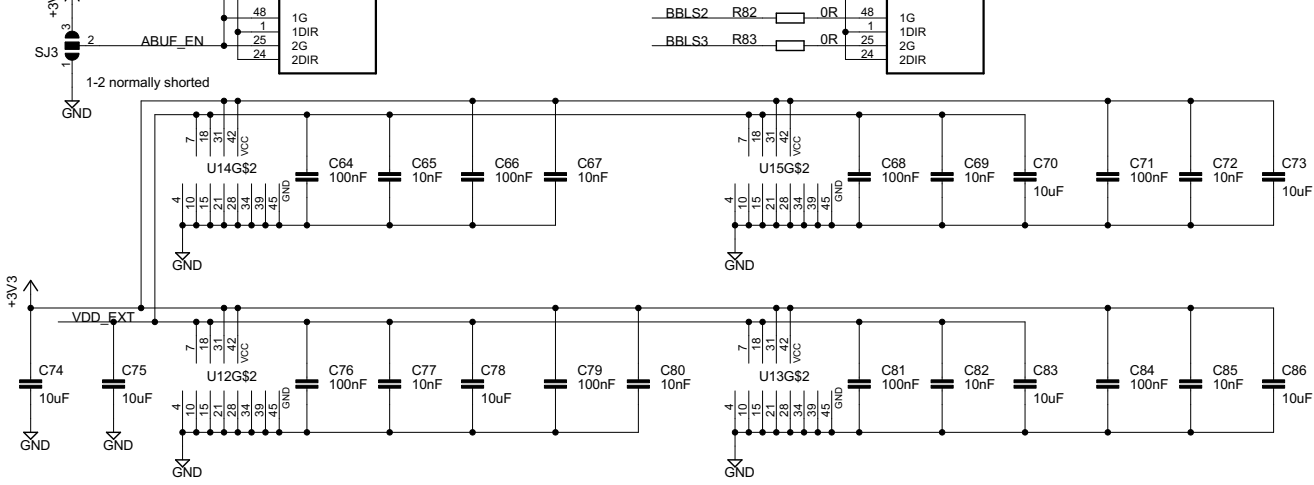 +3V
3
SJ3
2
1
ABUF_EN
1-2 normally shorted
GND
48 1G
1 1DIR
25 2G
24 2DIR
BBLS2 R82 0R
BBLS3 R83 0R
48 1G
1 1DIR
25 2G
24 2DIR
7 18 31 42 VCC
U14G$2
4 10 15 21 28 34 39 45 GND
GND
C64 100nF
C65 10nF
C66 100nF
C67 10nF
7 18 31 42 VCC
U15G$2
4 10 15 21 28 34 39 45 GND
GND
C68 100nF
C69 10nF
C70 10uF
C71 100nF
C72 10nF
C73 10uF
+3V3
VDD_EXT
C74 10uF
GND
C75 10uF
GND
7 18 31 42 VCC
U12G$2
4 10 15 21 28 34 39 45 GND
GND
C76 100nF
C77 10nF
C78 10uF
C79 100nF
C80 10nF
7 18 31 42 VCC
U13G$2
4 10 15 21 28 34 39 45 GND
GND
C81 100nF
C82 10nF
C83 10uF
C84 100nF
C85 10nF
C86 10uF